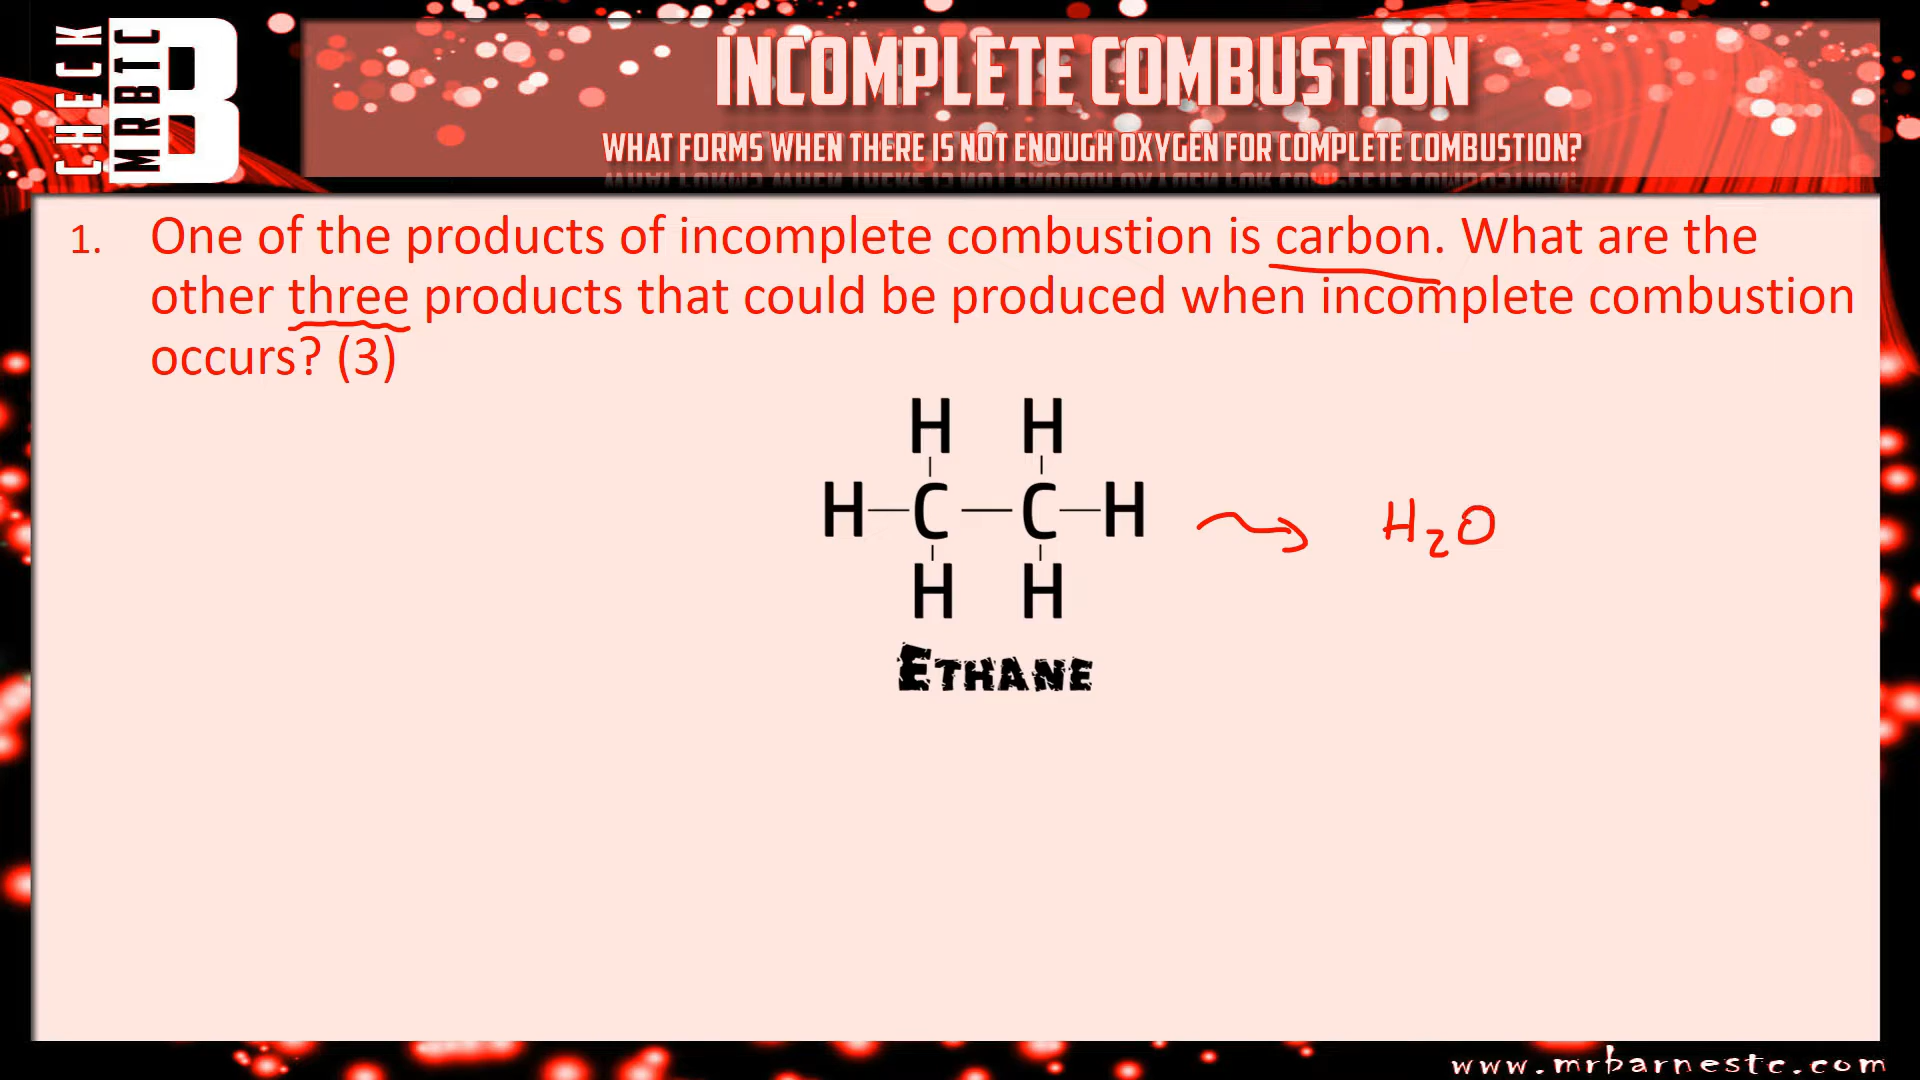 CHECK
MRBTC
B
INCOMPLETE COMBUSTION
WHAT FORMS WHEN THERE IS NOT ENOUGH OXYGEN FOR COMPLETE COMBUSTION?
1. One of the products of incomplete combustion is carbon. What are the
other three products that could be produced when incomplete combustion
occurs? (3)
H H
H C C H
H H
H₂O
ETHANE
www.mrbarnestc.com